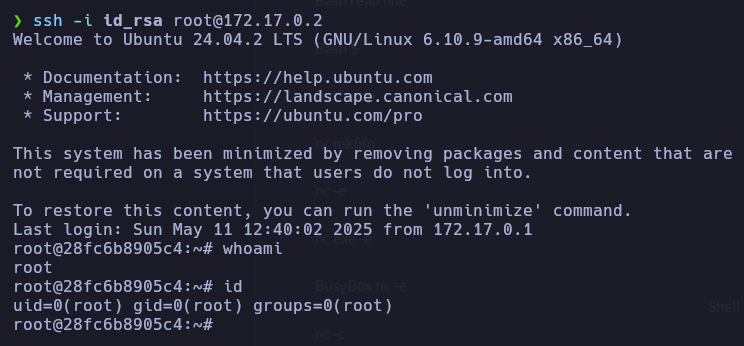 ❯ ssh -i id_rsa root@172.17.0.2
Welcome to Ubuntu 24.04.2 LTS (GNU/Linux 6.10.9-amd64 x86_64)
* Documentation:  https://help.ubuntu.com
* Management:     https://landscape.canonical.com
* Support:        https://ubuntu.com/pro
This system has been minimized by removing packages and content that are
not required on a system that users do not log into.
To restore this content, you can run the 'unminimize' command.
Last login: Sun May 11 12:40:02 2025 from 172.17.0.1
root@28fc6b8905c4:~# whoami
root
root@28fc6b8905c4:~# id
uid=0(root) gid=0(root) groups=0(root)
root@28fc6b8905c4:~#
Bash read line
nc mkfifo
nc -e
nc.exe -e
BusyBox nc -e
Shell
nc -c